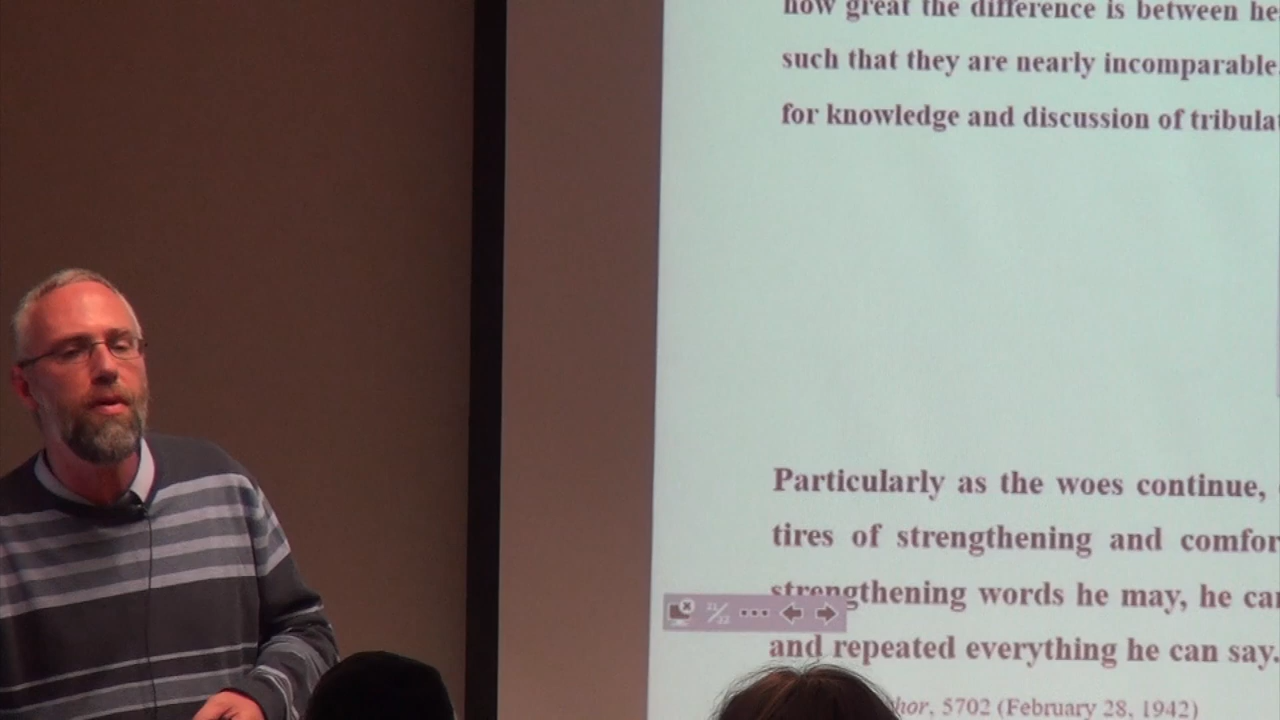 how great the difference is between he
such that they are nearly incomparable.
for knowledge and discussion of tribulat
Particularly as the woes continue,
tires of strengthening and comfor
strengthening words he may, he ca
and repeated everything he can say.
21/22
hor, 5702 (February 28, 1942)